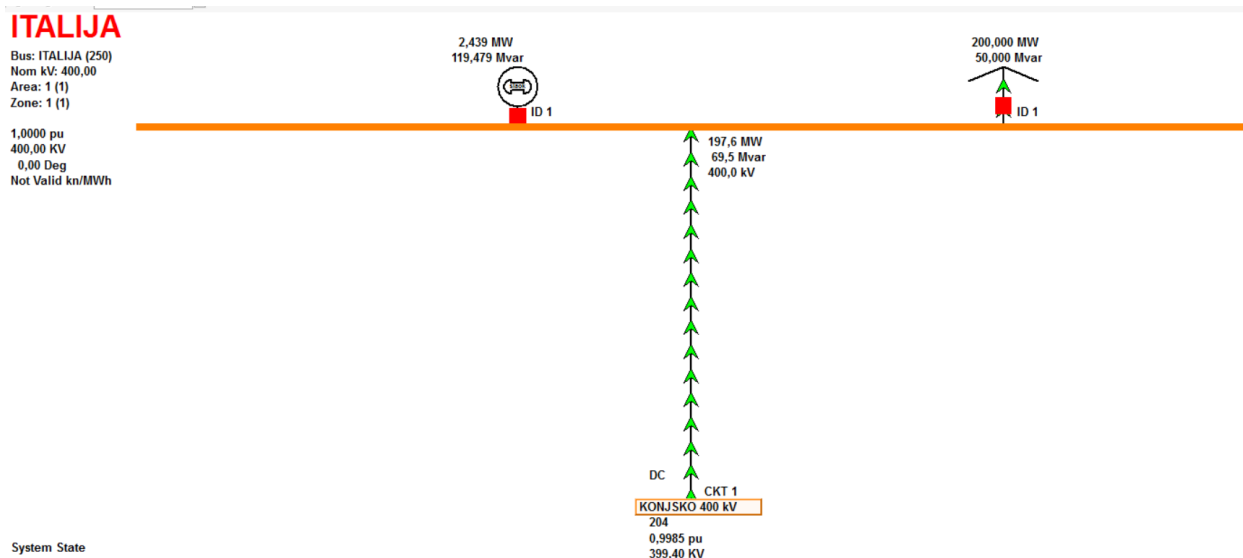 ITALIJA
Bus: ITALIJA (250)
Nom kV: 400,00
Area: 1 (1)
Zone: 1 (1)
1,0000 pu
400,00 KV
0,00 Deg
Not Valid kn/MWh
2,439 MW
119,479 Mvar
ID 1
200,000 MW
50,000 Mvar
ID 1
197,6 MW
69,5 Mvar
400,0 kV
DC
CKT 1
KONJSKO 400 kV
204
0,9985 pu
399,40 KV
System State